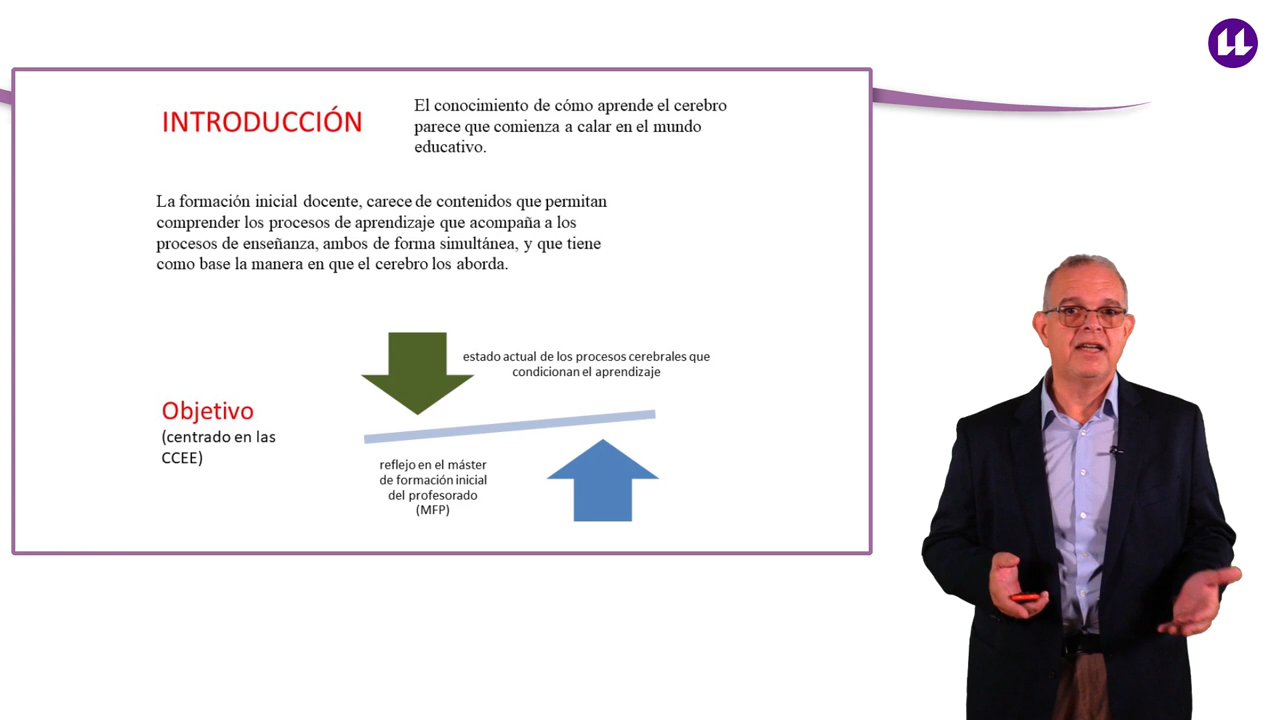 INTRODUCCIÓN
El conocimiento de cómo aprende el cerebro
parece que comienza a calar en el mundo
educativo.
La formación inicial docente, carece de contenidos que permitan
comprender los procesos de aprendizaje que acompaña a los
procesos de enseñanza, ambos de forma simultánea, y que tiene
como base la manera en que el cerebro los aborda.
estado actual de los procesos cerebrales que
condicionan el aprendizaje
Objetivo
(centrado en las
CCEE)
reflejo en el máster
de formación inicial
del profesorado
(MFP)